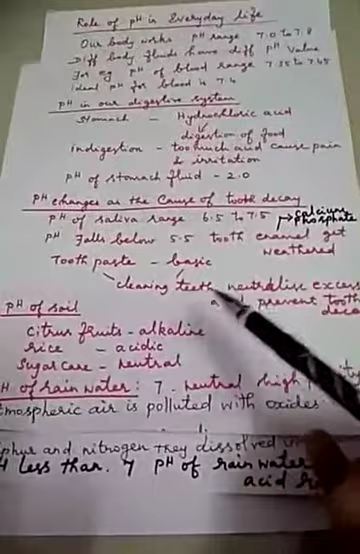 Role of pH in Everyday life
Our body works pH range 7.0 to 7.8
Diff body fluids have diff pH value
For Eg pH of blood range 7.35 to 7.45
Ideal pH for blood is 7.4
pH in our digestive system
Stomach - Hydrochloric acid
digestion of food
indigestion - too much acid cause pain
& irritation
pH of stomach fluid - 2.0
pH changes as the Cause of tooth decay
pH of saliva range 6.5 to 7.5 → calcium phosphate
pH Falls below 5.5 tooth enamel get
weathered
Tooth paste - basic
cleaning teeth neutralise excess
prevent tooth
pH of soil
citrus fruits - alkaline
rice - acidic
Sugarcane - neutral
H of rain water : 7 neutral high
tmospheric air is polluted with oxides
phur and nitrogen they dissolved
less than 7 pH of rain water
acid